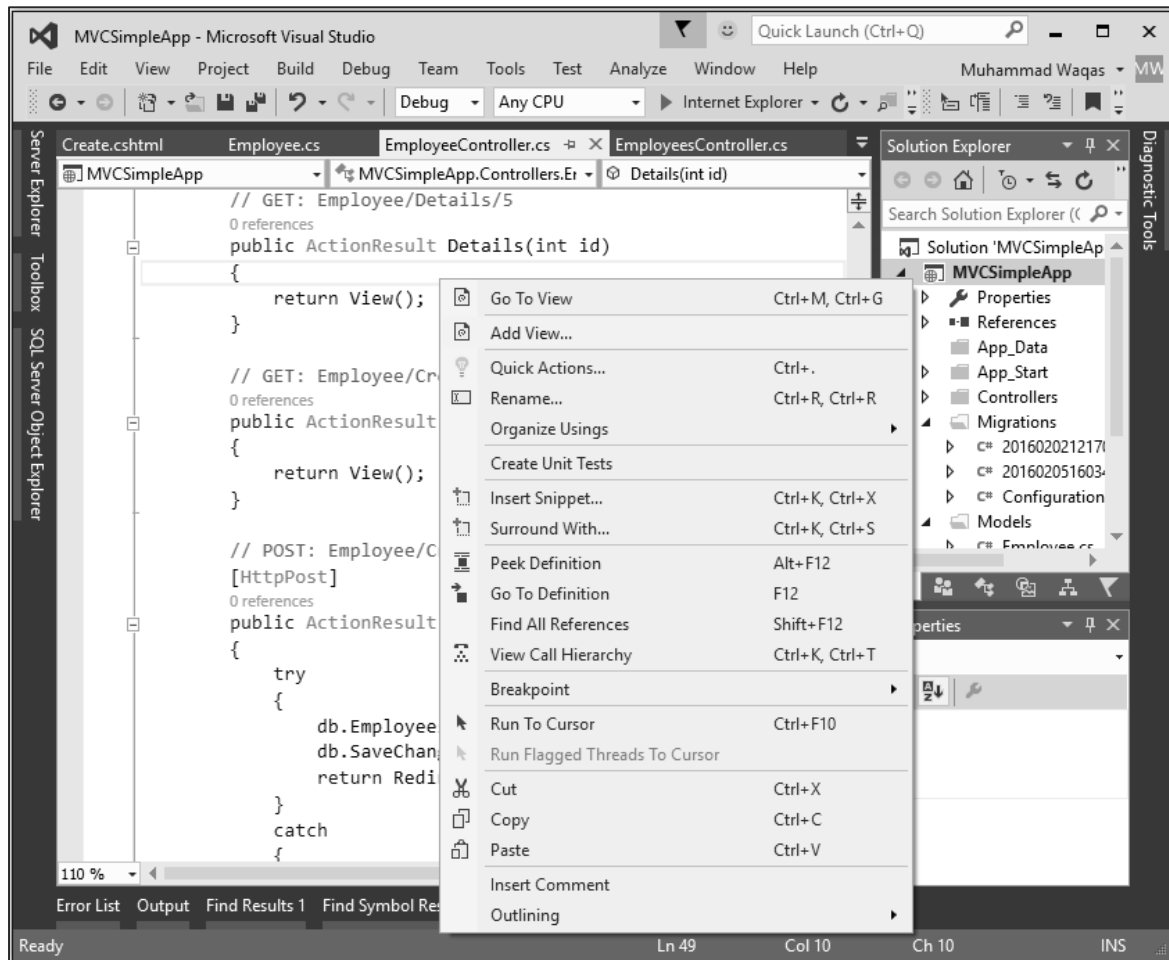 MVCSimpleApp - Microsoft Visual Studio
Quick Launch (Ctrl+Q)
File Edit View Project Build Debug Team Tools Test Analyze Window Help
Muhammad Waqas MW
Debug Any CPU Internet Explorer
Server Explorer
Toolbox
SQL Server Object Explorer
Create.cshtml Employee.cs EmployeeController.cs EmployeesController.cs
MVCSimpleApp MVCSimpleApp.Controllers.Er Details(int id)
// GET: Employee/Details/5
0 references
public ActionResult Details(int id)
{
return View();
}
// GET: Employee/Cr
0 references
public ActionResult
{
return View();
}
// POST: Employee/C
[HttpPost]
0 references
public ActionResult
{
try
{
db.Employee
db.SaveChan
return Redi
}
catch
{
110 %
Go To View Ctrl+M, Ctrl+G
Add View...
Quick Actions... Ctrl+.
Rename... Ctrl+R, Ctrl+R
Organize Usings
Create Unit Tests
Insert Snippet... Ctrl+K, Ctrl+X
Surround With... Ctrl+K, Ctrl+S
Peek Definition Alt+F12
Go To Definition F12
Find All References Shift+F12
View Call Hierarchy Ctrl+K, Ctrl+T
Breakpoint
Run To Cursor Ctrl+F10
Run Flagged Threads To Cursor
Cut Ctrl+X
Copy Ctrl+C
Paste Ctrl+V
Insert Comment
Outlining
Solution Explorer
Search Solution Explorer (
Solution 'MVCSimpleAp
MVCSimpleApp
Properties
References
App_Data
App_Start
Controllers
Migrations
C# 2016020212170
C# 201602051603
C# Configuration
Models
C# Employee.cs
perties
Diagnostic Tools
Error List Output Find Results 1 Find Symbol Res
Ready Ln 49 Col 10 Ch 10 INS